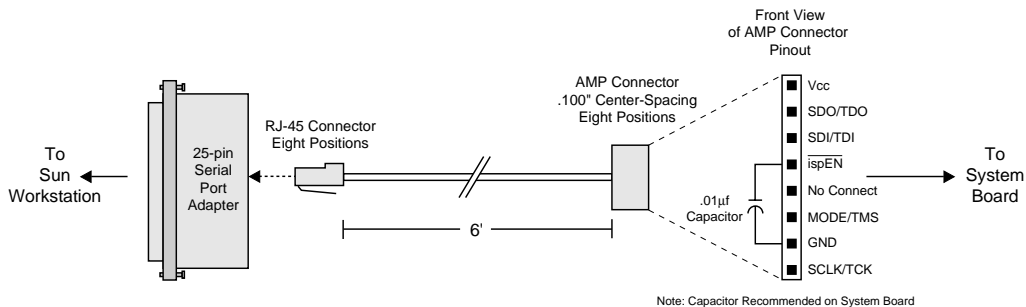 Front View
of AMP Connector
Pinout
To
Sun
Workstation
25-pin
Serial
Port
Adapter
RJ-45 Connector
Eight Positions
6'
AMP Connector
.100" Center-Spacing
Eight Positions
.01µf
Capacitor
Vcc
SDO/TDO
SDI/TDI
ispEN
No Connect
MODE/TMS
GND
SCLK/TCK
To
System
Board
Note: Capacitor Recommended on System Board